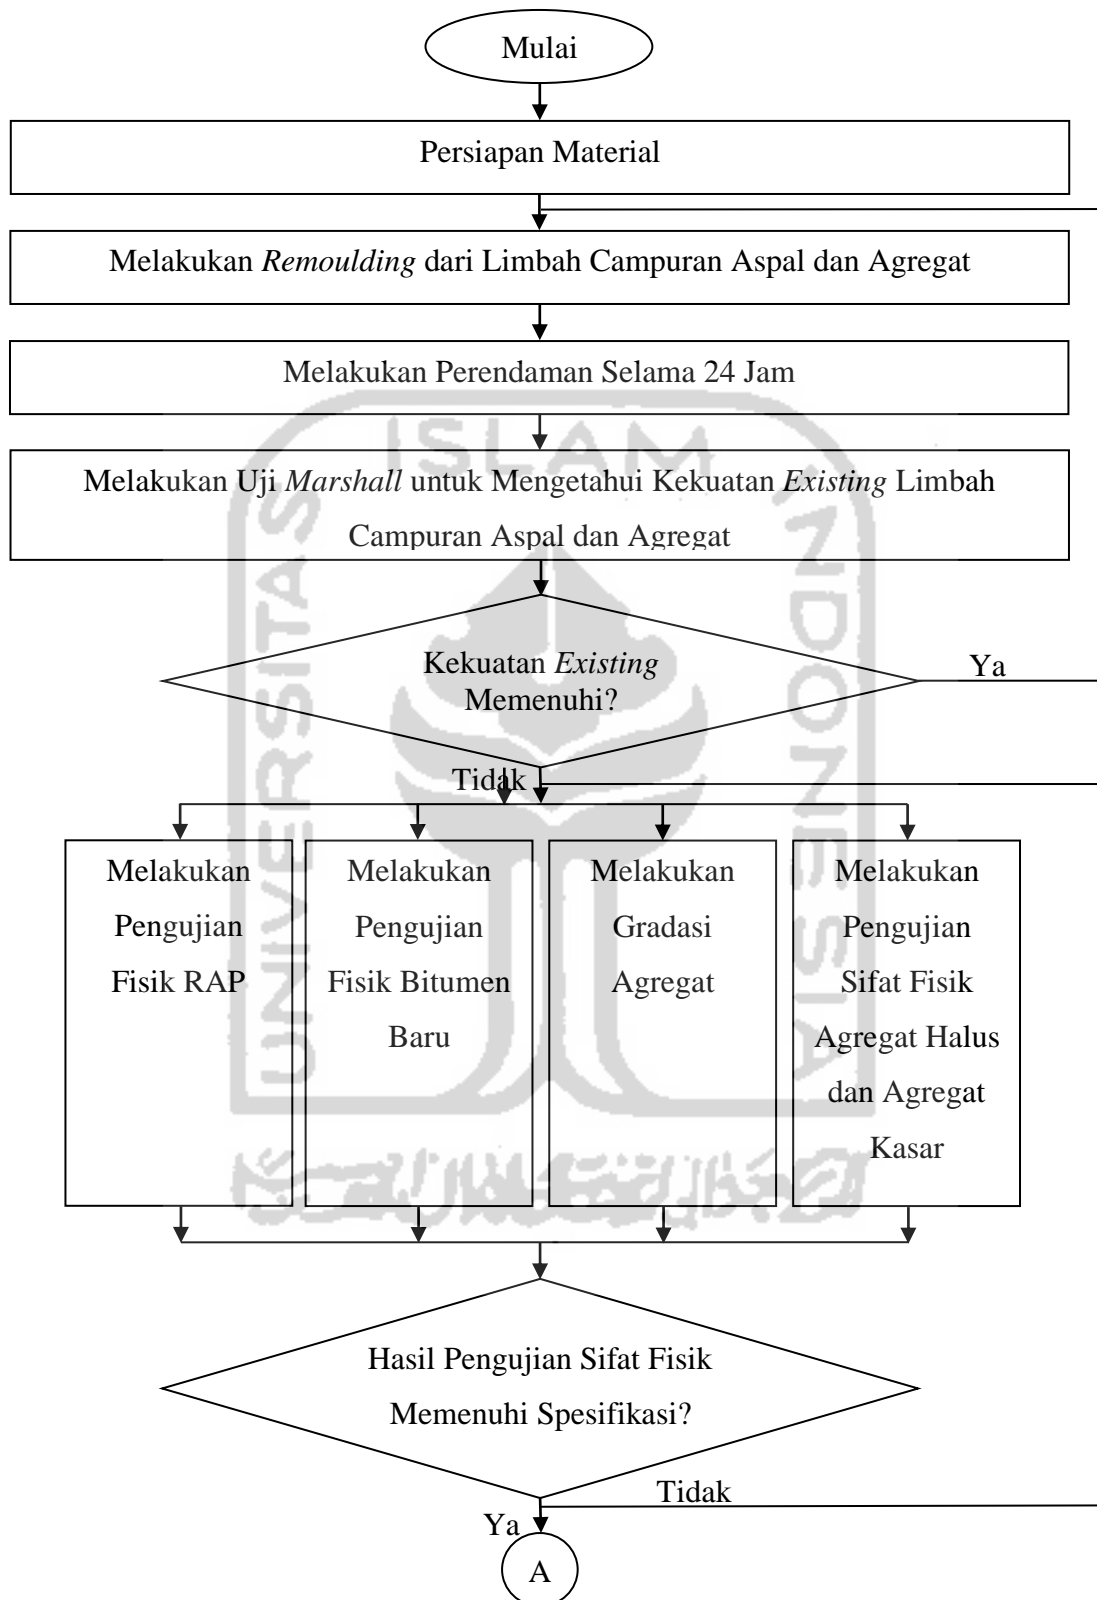 Mulai
Persiapan Material
Melakukan Remoulding dari Limbah Campuran Aspal dan Agregat
Melakukan Perendaman Selama 24 Jam
Melakukan Uji Marshall untuk Mengetahui Kekuatan Existing Limbah
Campuran Aspal dan Agregat
Kekuatan Existing
Memenuhi?
Ya
Tidak
Melakukan
Pengujian
Fisik RAP
Melakukan
Pengujian
Fisik Bitumen
Baru
Melakukan
Gradasi
Agregat
Melakukan
Pengujian
Sifat Fisik
Agregat Halus
dan Agregat
Kasar
Hasil Pengujian Sifat Fisik
Memenuhi Spesifikasi?
Tidak
Ya
A
UNIVERSITAS
ISLAM
INDONESIA